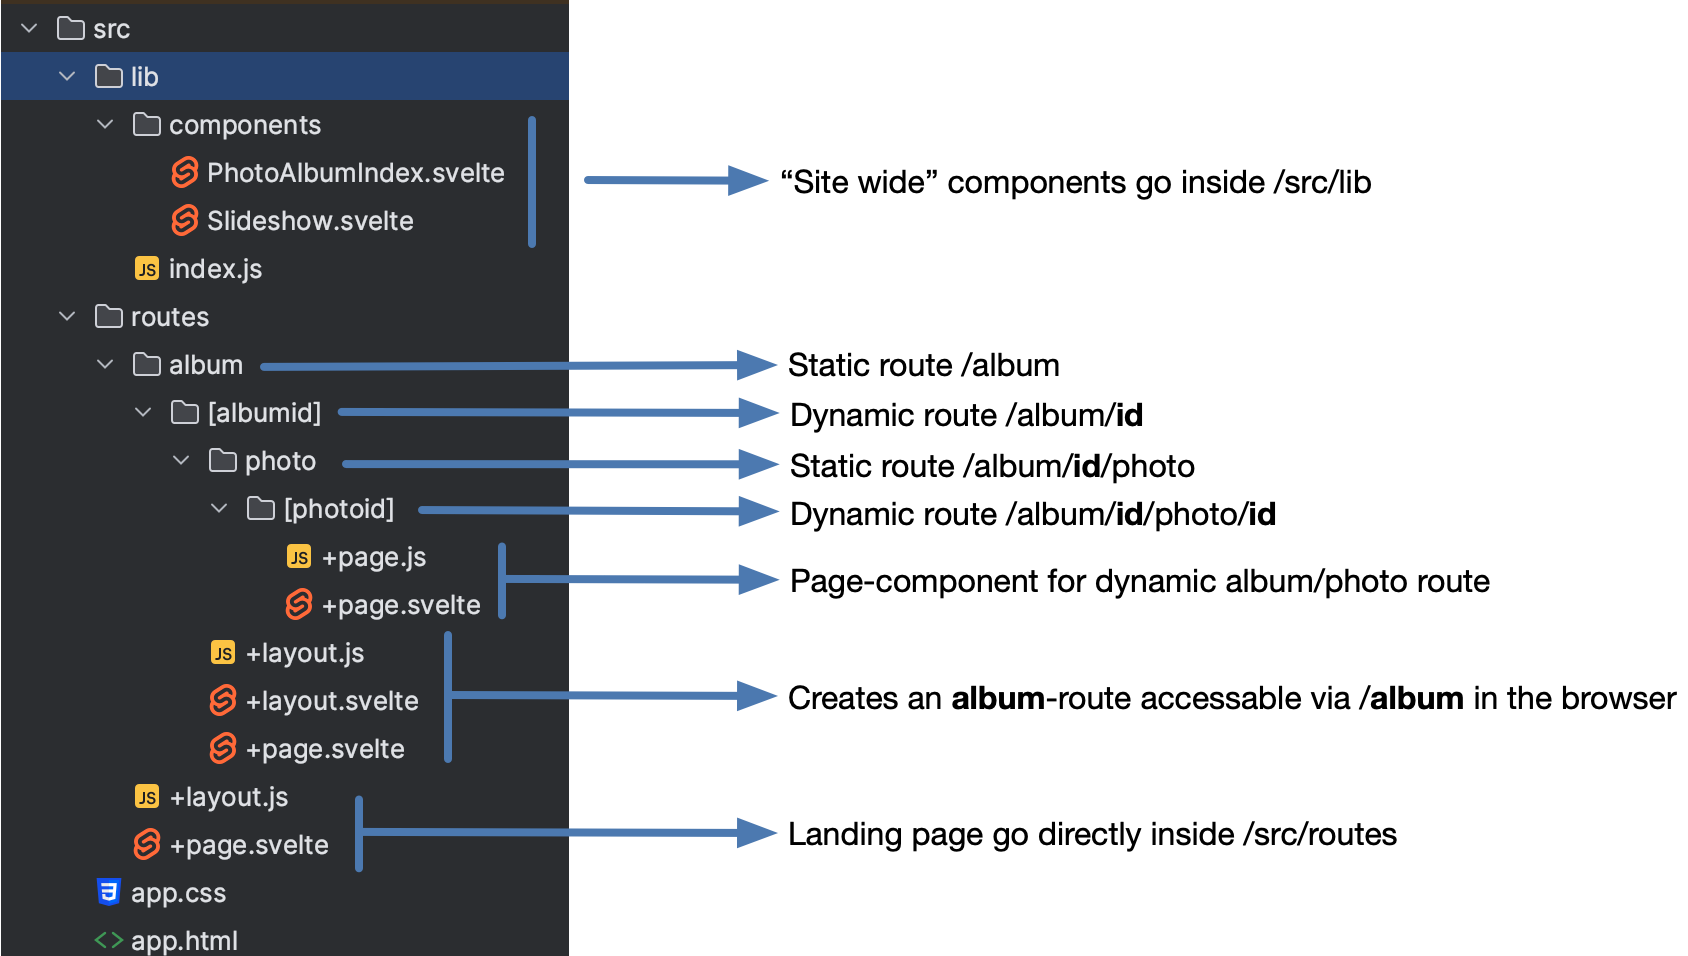 src
lib
components
PhotoAlbumIndex.svelte
“Site wide” components go inside /src/lib
Slideshow.svelte
JS index.js
routes
album
Static route /album
[albumid]
Dynamic route /album/id
photo
Static route /album/id/photo
[photoid]
Dynamic route /album/id/photo/id
JS +page.js
Page-component for dynamic album/photo route
+page.svelte
JS +layout.js
+layout.svelte
Creates an album-route accessable via /album in the browser
+page.svelte
JS +layout.js
Landing page go directly inside /src/routes
+page.svelte
app.css
<> app.html